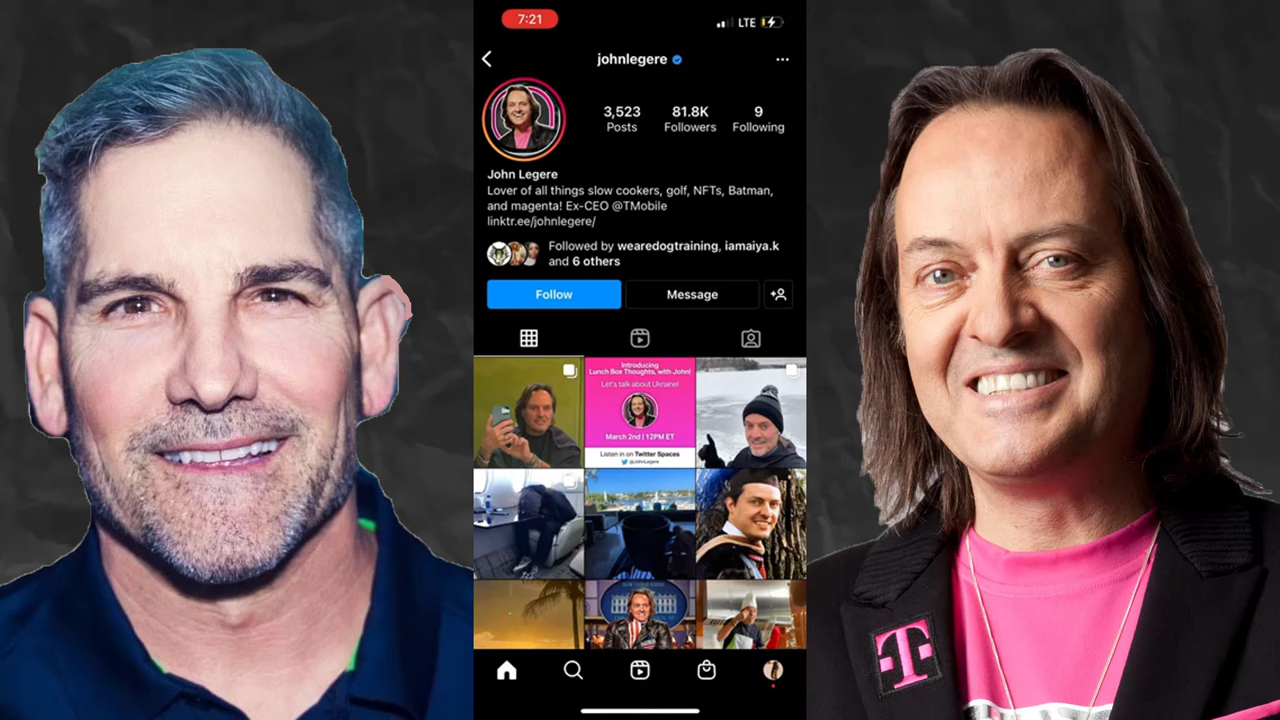 7:21
LTE
johnlegere
3,523
81.8K
9
Posts
Followers
Following
John Legere
Lover of all things slow cookers, golf, NFTs, Batman,
and magenta! Ex-CEO @TMobile
linktr.ee/johnlegere/
Followed by wearedogtraining, iamaiya.k
and 6 others
Follow
Message
Introducing
Lunch Box Thoughts, with John!
Let's talk about Ukraine!
March 2nd | 12PM ET
Listen in on Twitter Spaces
@JohnLegere
T